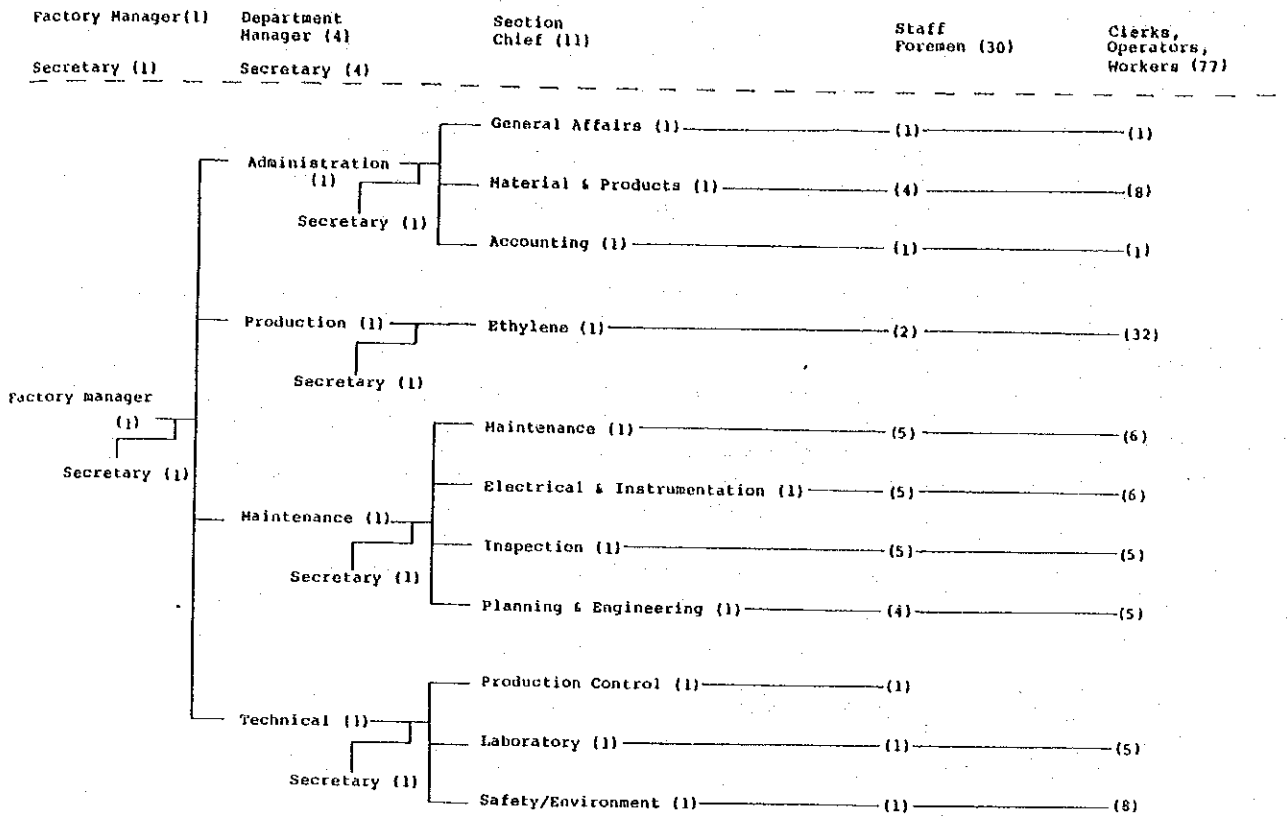 Factory Manager(1) Department Section Staff Clerks,
Manager (4) Chief (11) Foremen (30) Operators,
Secretary (1) Secretary (4) Workers (77)
General Affairs (1) (1) (1)
Administration
(1)
Material & Products (1) (4) (8)
Secretary (1)
Accounting (1) (1) (1)
Production (1) Ethylene (1) (2) (32)
Secretary (1)
Factory manager
(1)
Secretary (1)
Maintenance (1) (5) (6)
Electrical & Instrumentation (1) (5) (6)
Maintenance (1)
Inspection (1) (5) (5)
Secretary (1)
Planning & Engineering (1) (4) (5)
Production Control (1) (1)
Technical (1)
Laboratory (1) (1) (5)
Secretary (1)
Safety/Environment (1) (1) (8)